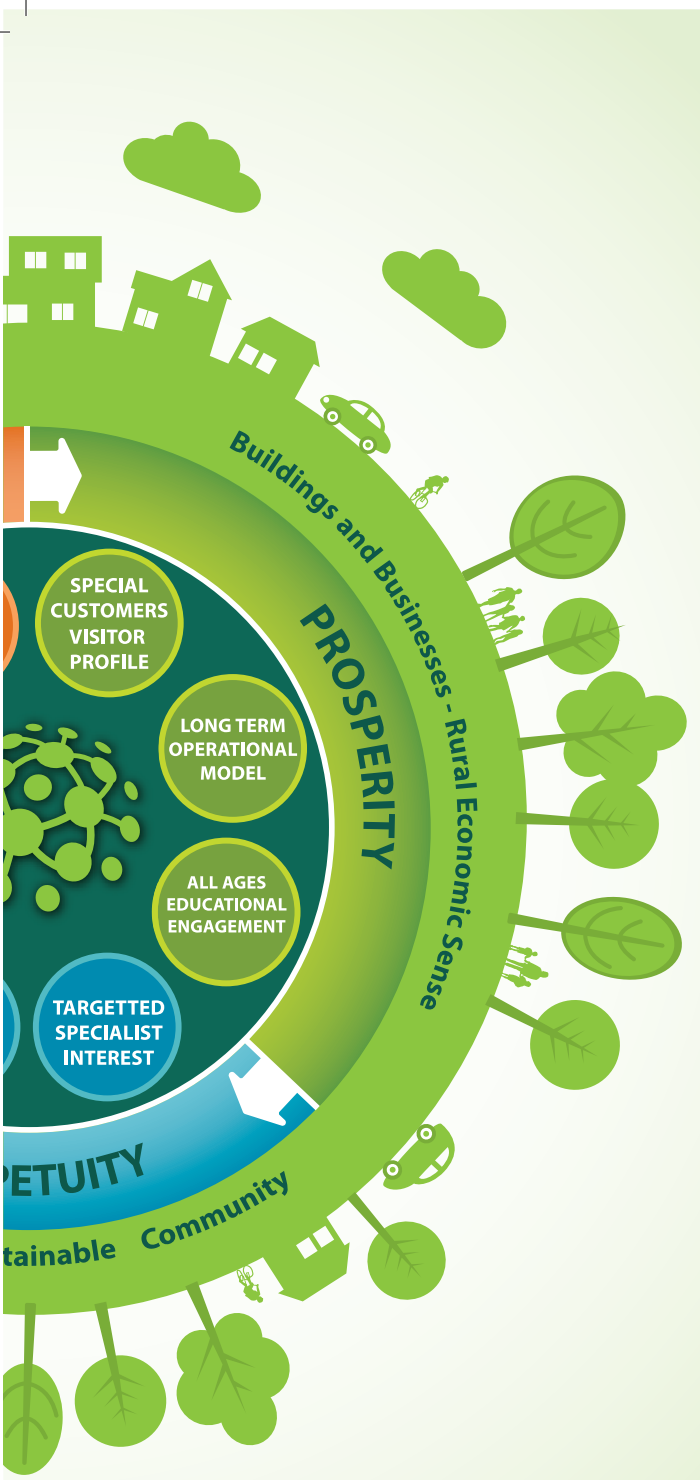 Buildings and Businesses - Rural Economic Sense
PROSPERITY
SPECIAL
CUSTOMERS
VISITOR
PROFILE
LONG TERM
OPERATIONAL
MODEL
ALL AGES
EDUCATIONAL
ENGAGEMENT
TARGETTED
SPECIALIST
INTEREST
PETUITY
tainable Community